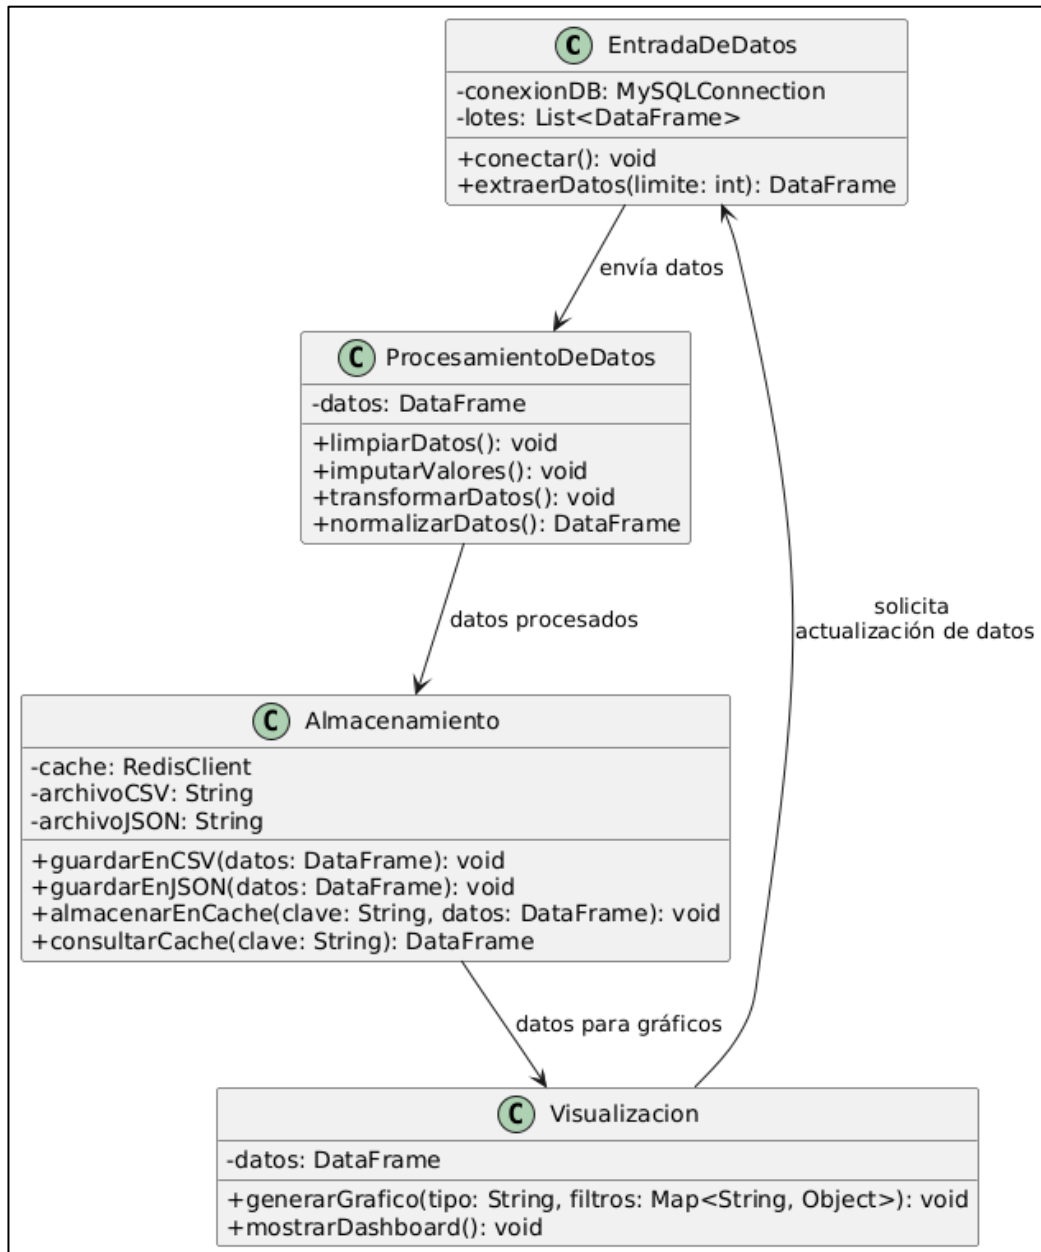 C EntradaDeDatos
-conexionDB: MySQLConnection
-lotes: List<DataFrame>
+conectar(): void
+extraerDatos(limite: int): DataFrame
envía datos
C ProcesamientoDeDatos
-datos: DataFrame
+limpiarDatos(): void
+imputarValores(): void
+transformarDatos(): void
+normalizarDatos(): DataFrame
datos procesados
solicita
actualización de datos
C Almacenamiento
-cache: RedisClient
-archivoCSV: String
-archivoJSON: String
+guardarEnCSV(datos: DataFrame): void
+guardarEnJSON(datos: DataFrame): void
+almacenarEnCache(clave: String, datos: DataFrame): void
+consultarCache(clave: String): DataFrame
datos para gráficos
C Visualizacion
-datos: DataFrame
+generarGrafico(tipo: String, filtros: Map<String, Object>): void
+mostrarDashboard(): void